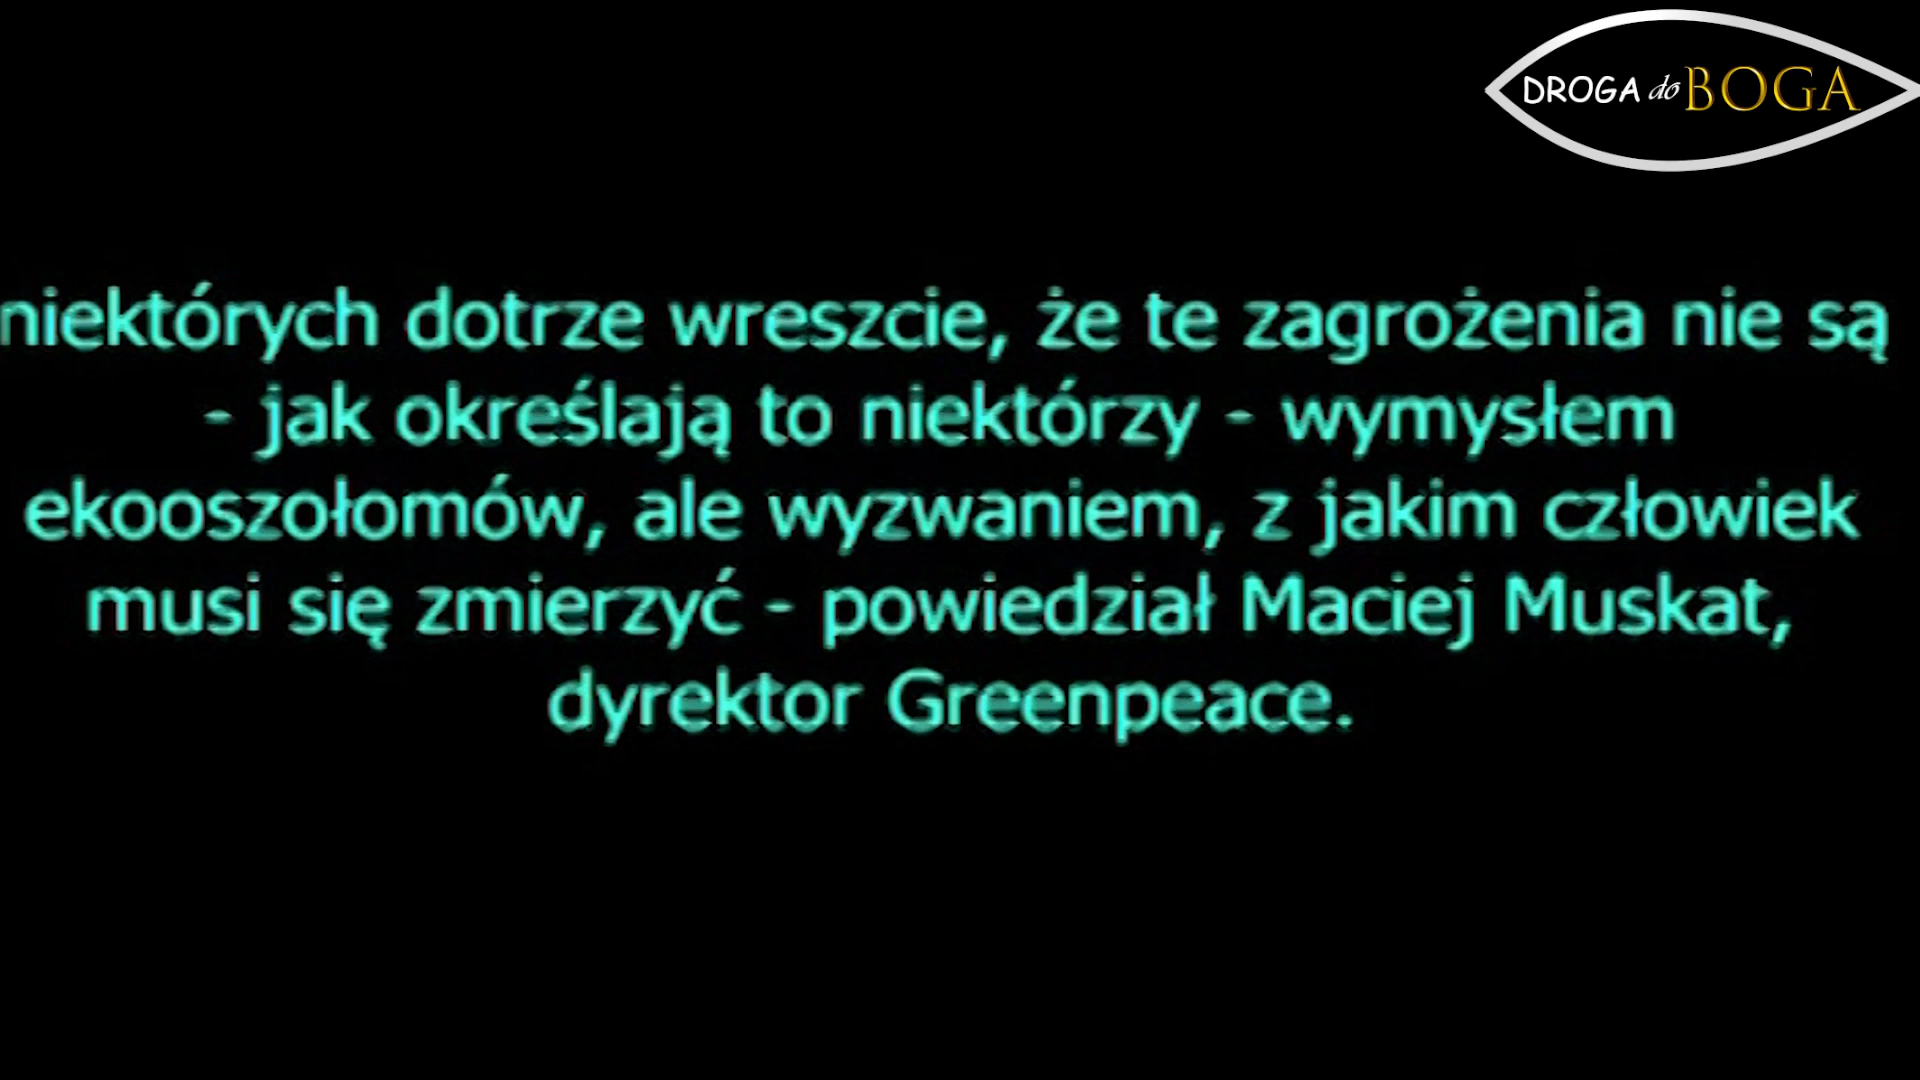 DROGA do BOGA
niektórych dotrze wreszcie, że te zagrożenia nie są
- jak określają to niektórzy - wymysłem
ekooszołomów, ale wyzwaniem, z jakim człowiek
musi się zmierzyć - powiedział Maciej Muskat,
dyrektor Greenpeace.